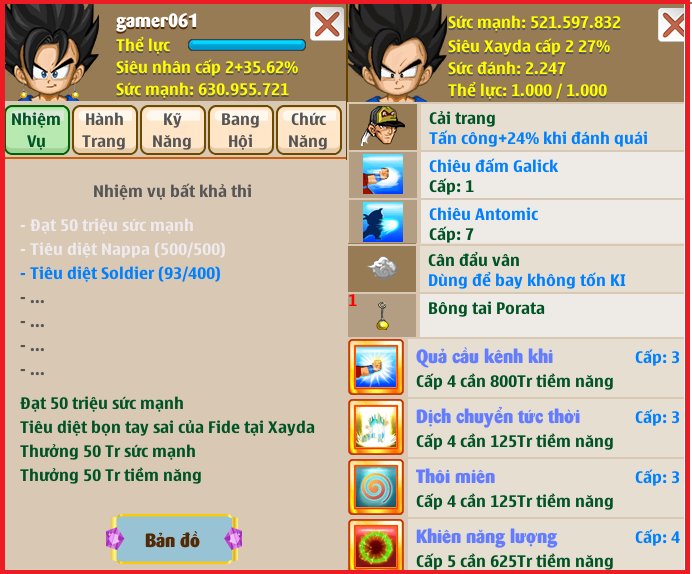 gamer061
Thể lực
Siêu nhân cấp 2+35.62%
Sức mạnh: 630.955.721
Nhiệm Vụ
Hành Trang
Kỹ Năng
Bang Hội
Chức Năng
Nhiệm vụ bất khả thi
- Đạt 50 triệu sức mạnh
- Tiêu diệt Nappa (500/500)
- Tiêu diệt Soldier (93/400)
- ...
- ...
- ...
- ...
Đạt 50 triệu sức mạnh
Tiêu diệt bọn tay sai của Fide tại Xayda
Thưởng 50 Tr sức mạnh
Thưởng 50 Tr tiềm năng
Bản đồ
Sức mạnh: 521.597.832
Siêu Xayda cấp 2 27%
Sức đánh: 2.247
Thể lực: 1.000 / 1.000
Cải trang
Tấn công+24% khi đánh quái
Chiêu đấm Galick
Cấp: 1
Chiêu Antomic
Cấp: 7
Cân đẩu vân
Dùng để bay không tốn KI
1
Bông tai Porata
Quả cầu kênh khi Cấp: 3
Cấp 4 cần 800Tr tiềm năng
Dịch chuyển tức thời Cấp: 3
Cấp 4 cần 125Tr tiềm năng
Thôi miên Cấp: 3
Cấp 4 cần 125Tr tiềm năng
Khiên năng lượng Cấp: 4
Cấp 5 cần 625Tr tiềm năng